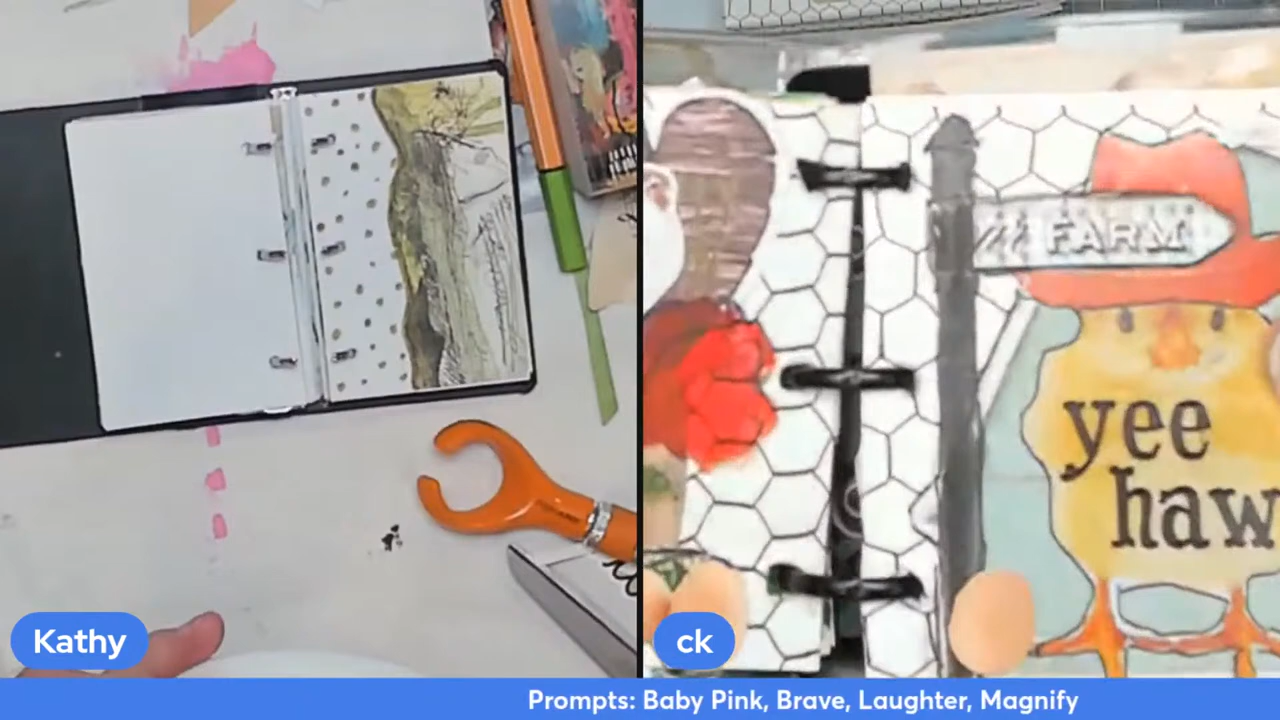 FARM
yee
haw
Kathy
ck
Prompts: Baby Pink, Brave, Laughter, Magnify